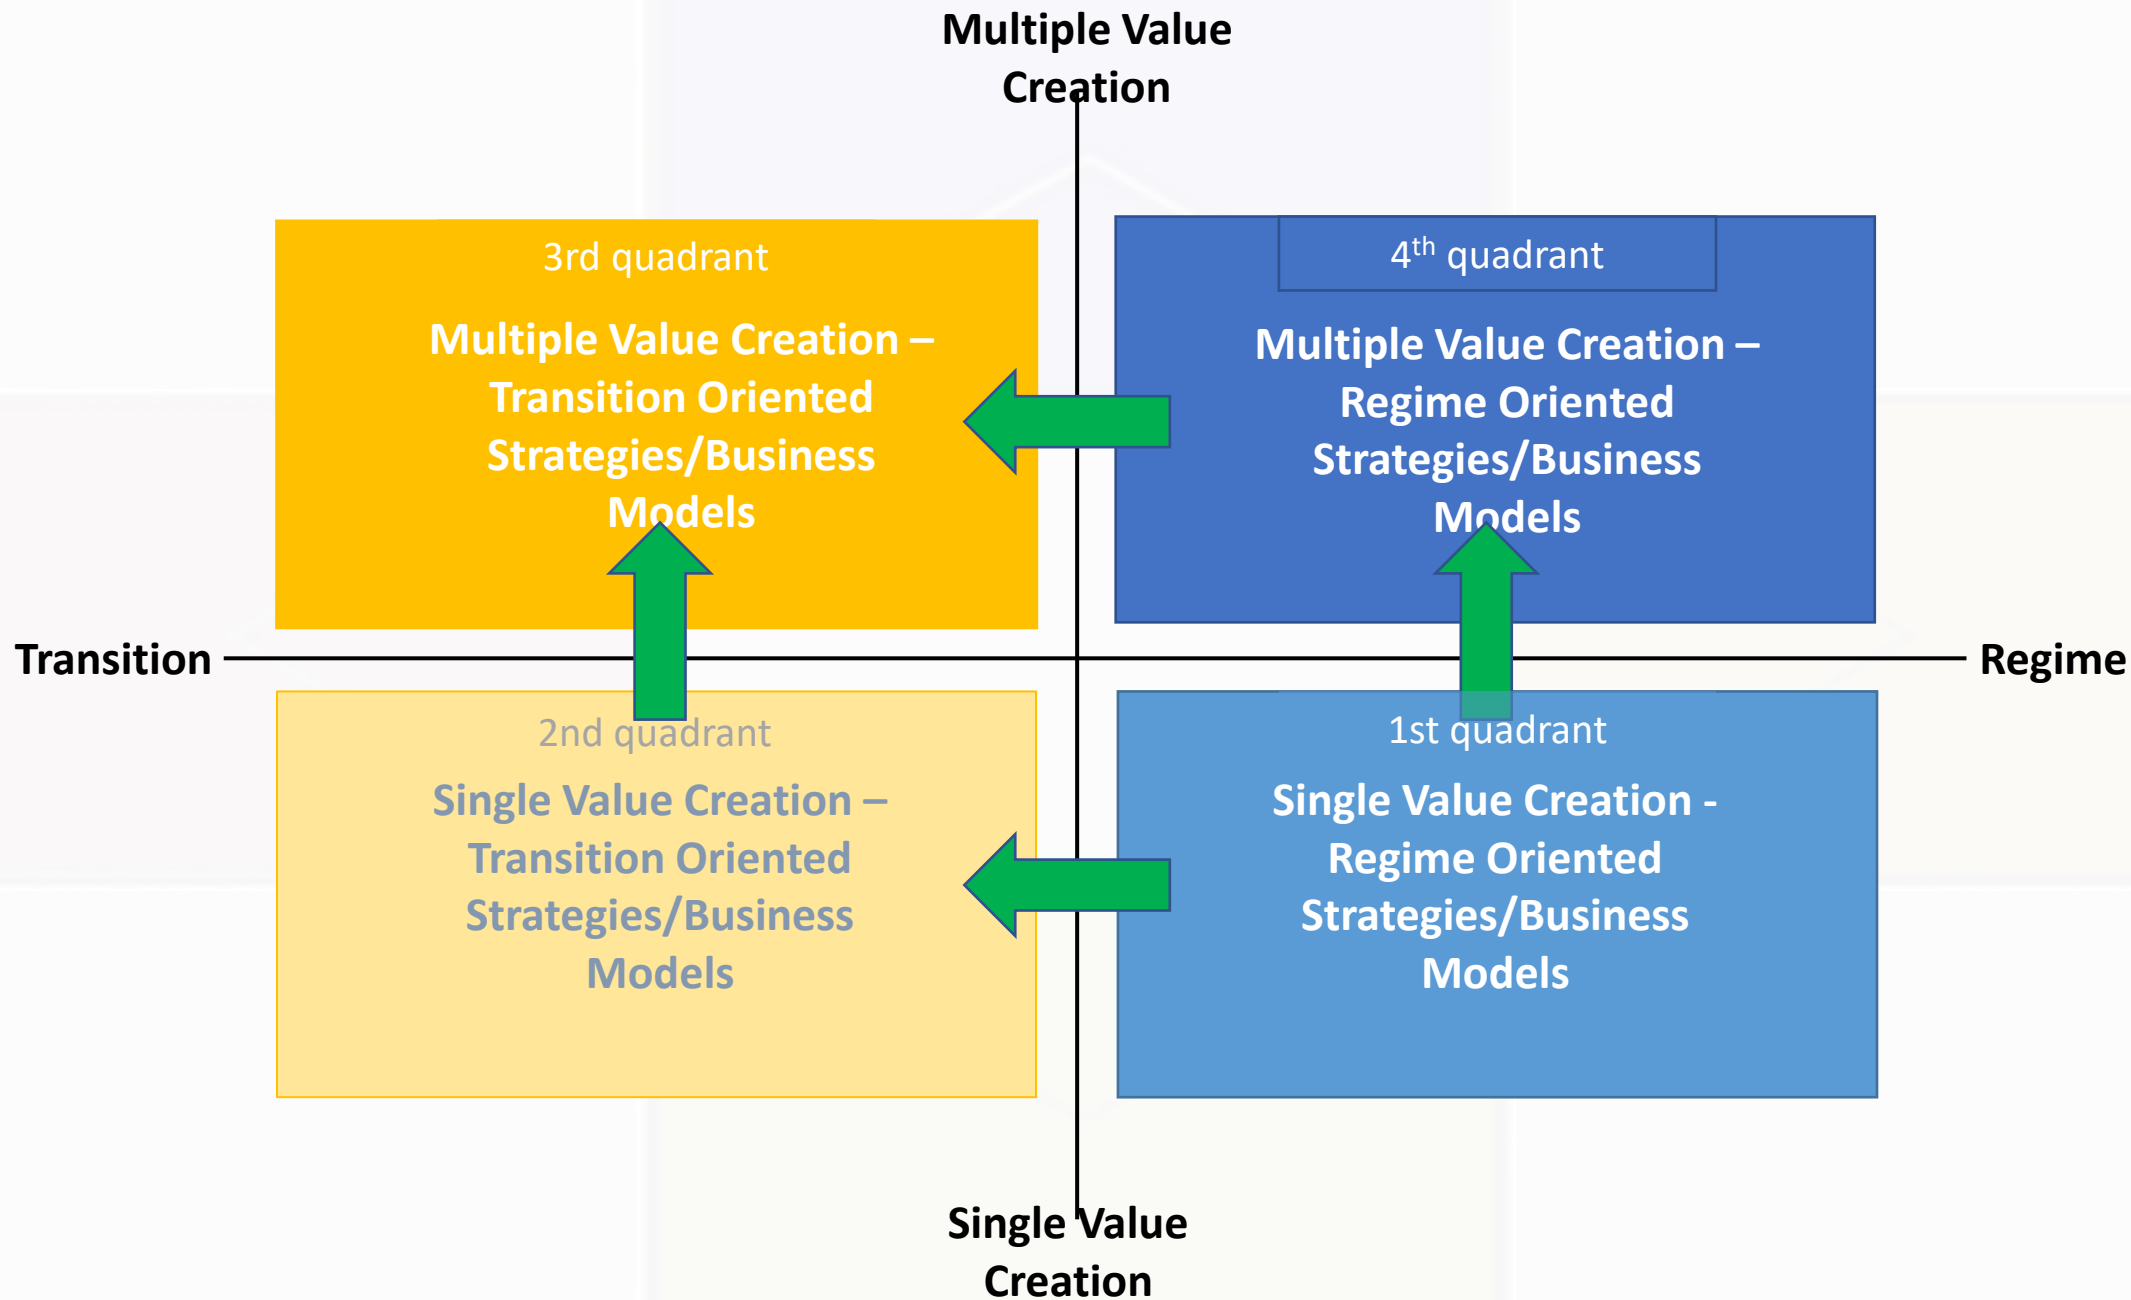 Multiple Value
Creation
3rd quadrant
Multiple Value Creation –
Transition Oriented
Strategies/Business
Models
4th quadrant
Multiple Value Creation –
Regime Oriented
Strategies/Business
Models
Transition
Regime
2nd quadrant
Single Value Creation –
Transition Oriented
Strategies/Business
Models
1st quadrant
Single Value Creation -
Regime Oriented
Strategies/Business
Models
Single Value
Creation